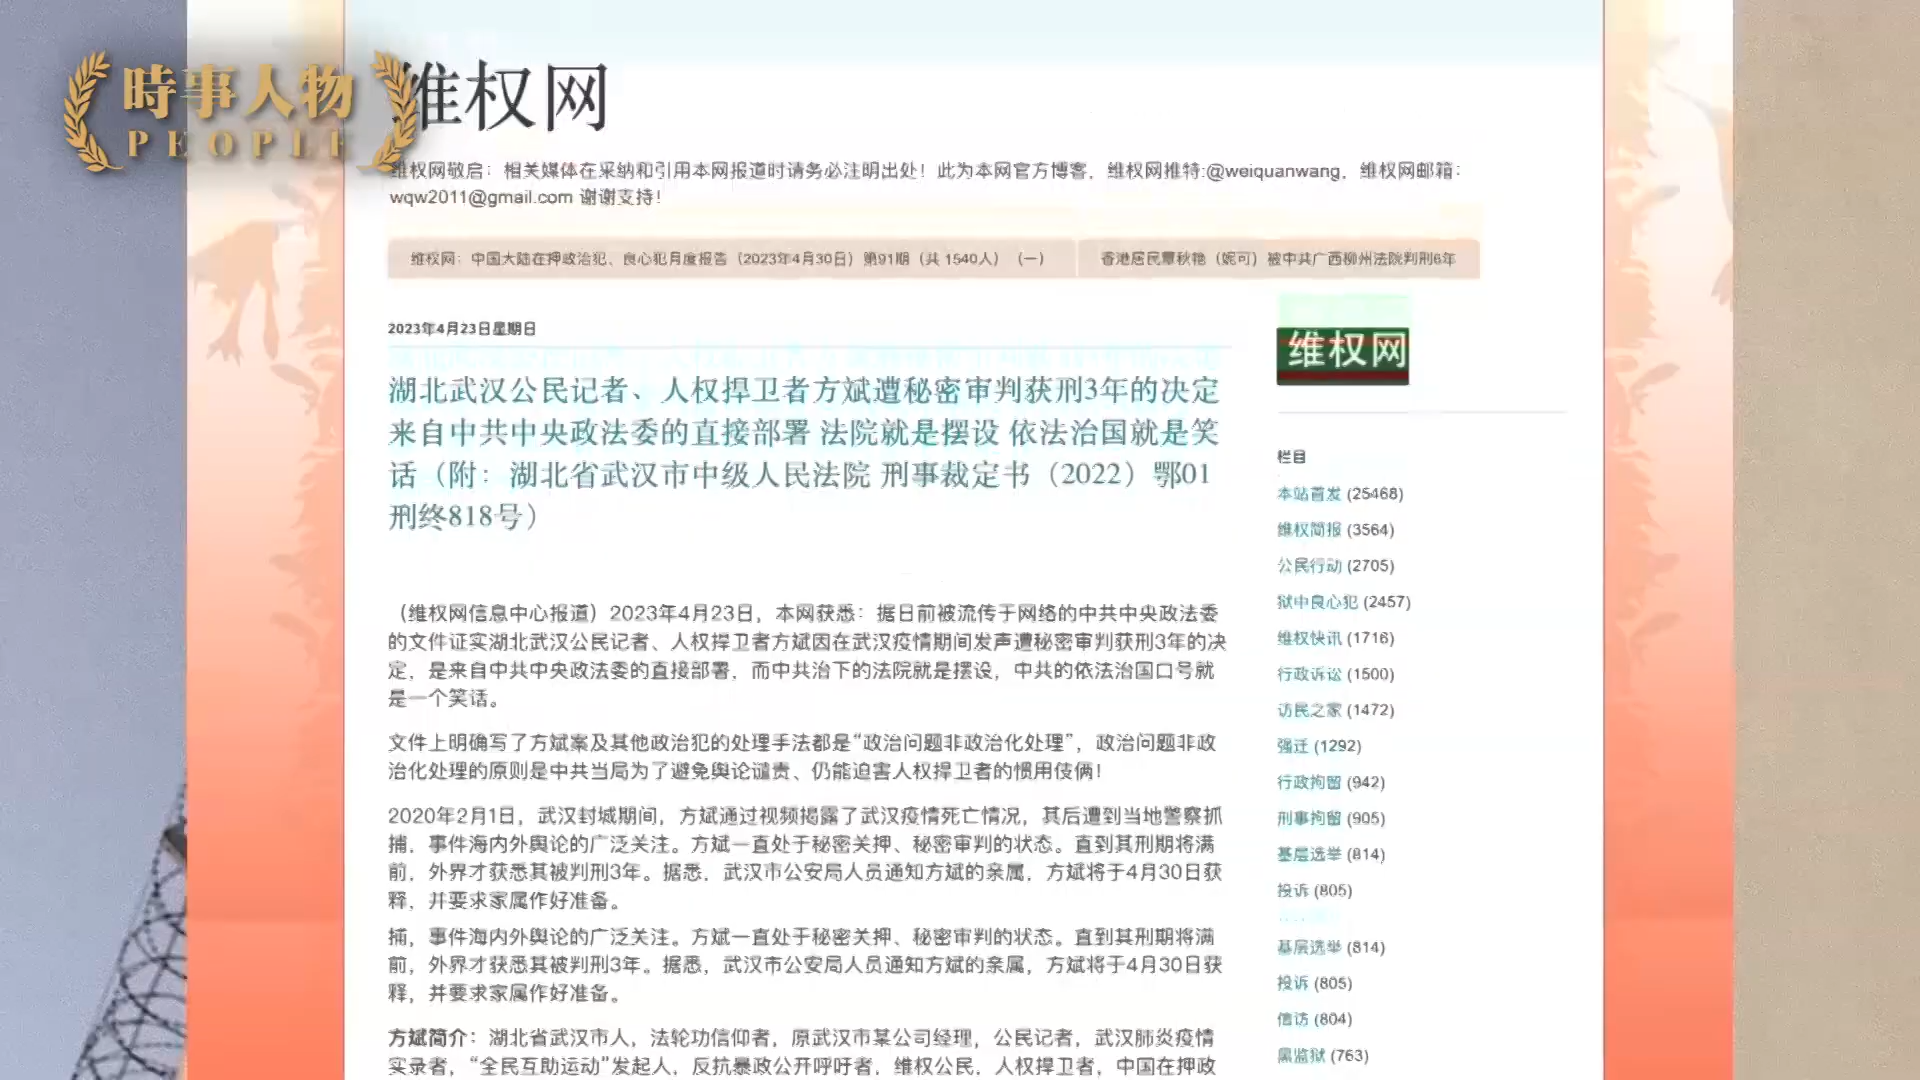 時事人物
PEOPLE
维权网
维权网敬启：相关媒体在采纳和引用本网报道时请务必注明出处！此为本网官方博客，维权网推特:@weiquanwang，维权网邮箱：
wqw2011@gmail.com 谢谢支持！
维权网：中国大陆在押政治犯、良心犯月度报告（2023年4月30日）第91期（共 1540人）（一）
香港居民覃秋艳（妮可）被中共广西柳州法院判刑6年
2023年4月23日星期日
湖北武汉公民记者、人权捍卫者方斌遭秘密审判获刑3年的决定
来自中共中央政法委的直接部署 法院就是摆设 依法治国就是笑
话（附：湖北省武汉市中级人民法院 刑事裁定书（2022）鄂01
刑终818号）
（维权网信息中心报道）2023年4月23日，本网获悉：据日前被流传于网络的中共中央政法委
的文件证实湖北武汉公民记者、人权捍卫者方斌因在武汉疫情期间发声遭秘密审判获刑3年的决
定，是来自中共中央政法委的直接部署，而中共治下的法院就是摆设，中共的依法治国口号就
是一个笑话。
文件上明确写了方斌案及其他政治犯的处理手法都是“政治问题非政治化处理”，政治问题非政
治化处理的原则是中共当局为了避免舆论谴责、仍能迫害人权捍卫者的惯用伎俩！
2020年2月1日，武汉封城期间，方斌通过视频揭露了武汉疫情死亡情况，其后遭到当地警察抓
捕，事件海内外舆论的广泛关注。方斌一直处于秘密关押、秘密审判的状态。直到其刑期将满
前，外界才获悉其被判刑3年。据悉，武汉市公安局人员通知方斌的亲属，方斌将于4月30日获
释，并要求家属作好准备。
捕，事件海内外舆论的广泛关注。方斌一直处于秘密关押、秘密审判的状态。直到其刑期将满
前，外界才获悉其被判刑3年。据悉，武汉市公安局人员通知方斌的亲属，方斌将于4月30日获
释，并要求家属作好准备。
方斌简介：湖北省武汉市人，法轮功信仰者，原武汉市某公司经理，公民记者，武汉肺炎疫情
实录者，“全民互助运动”发起人，反抗暴政公开呼吁者，维权公民，人权捍卫者，中国在押政
维权网
栏目
本站首发 (25468)
维权简报 (3564)
公民行动 (2705)
狱中良心犯 (2457)
维权快讯 (1716)
行政诉讼 (1500)
访民之家 (1472)
强迁 (1292)
行政拘留 (942)
刑事拘留 (905)
基层选举 (814)
投诉 (805)
基层选举 (814)
投诉 (805)
信访 (804)
黑监狱 (763)